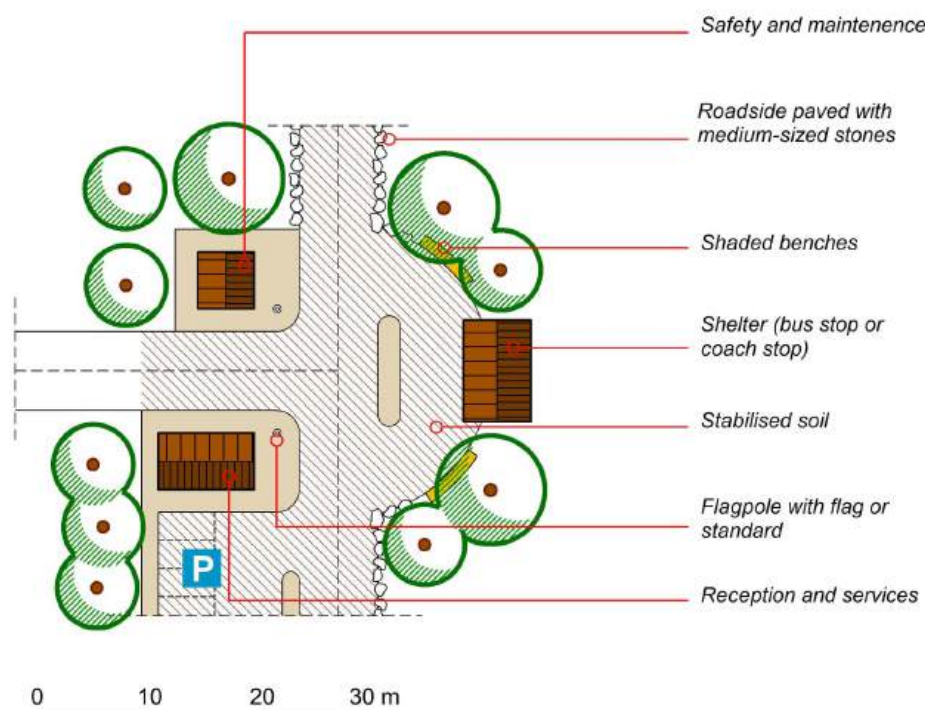 Safety and maintenence
Roadside paved with
medium-sized stones
Shaded benches
Shelter (bus stop or
coach stop)
Stabilised soil
Flagpole with flag or
standard
P
Reception and services
0 10 20 30 m